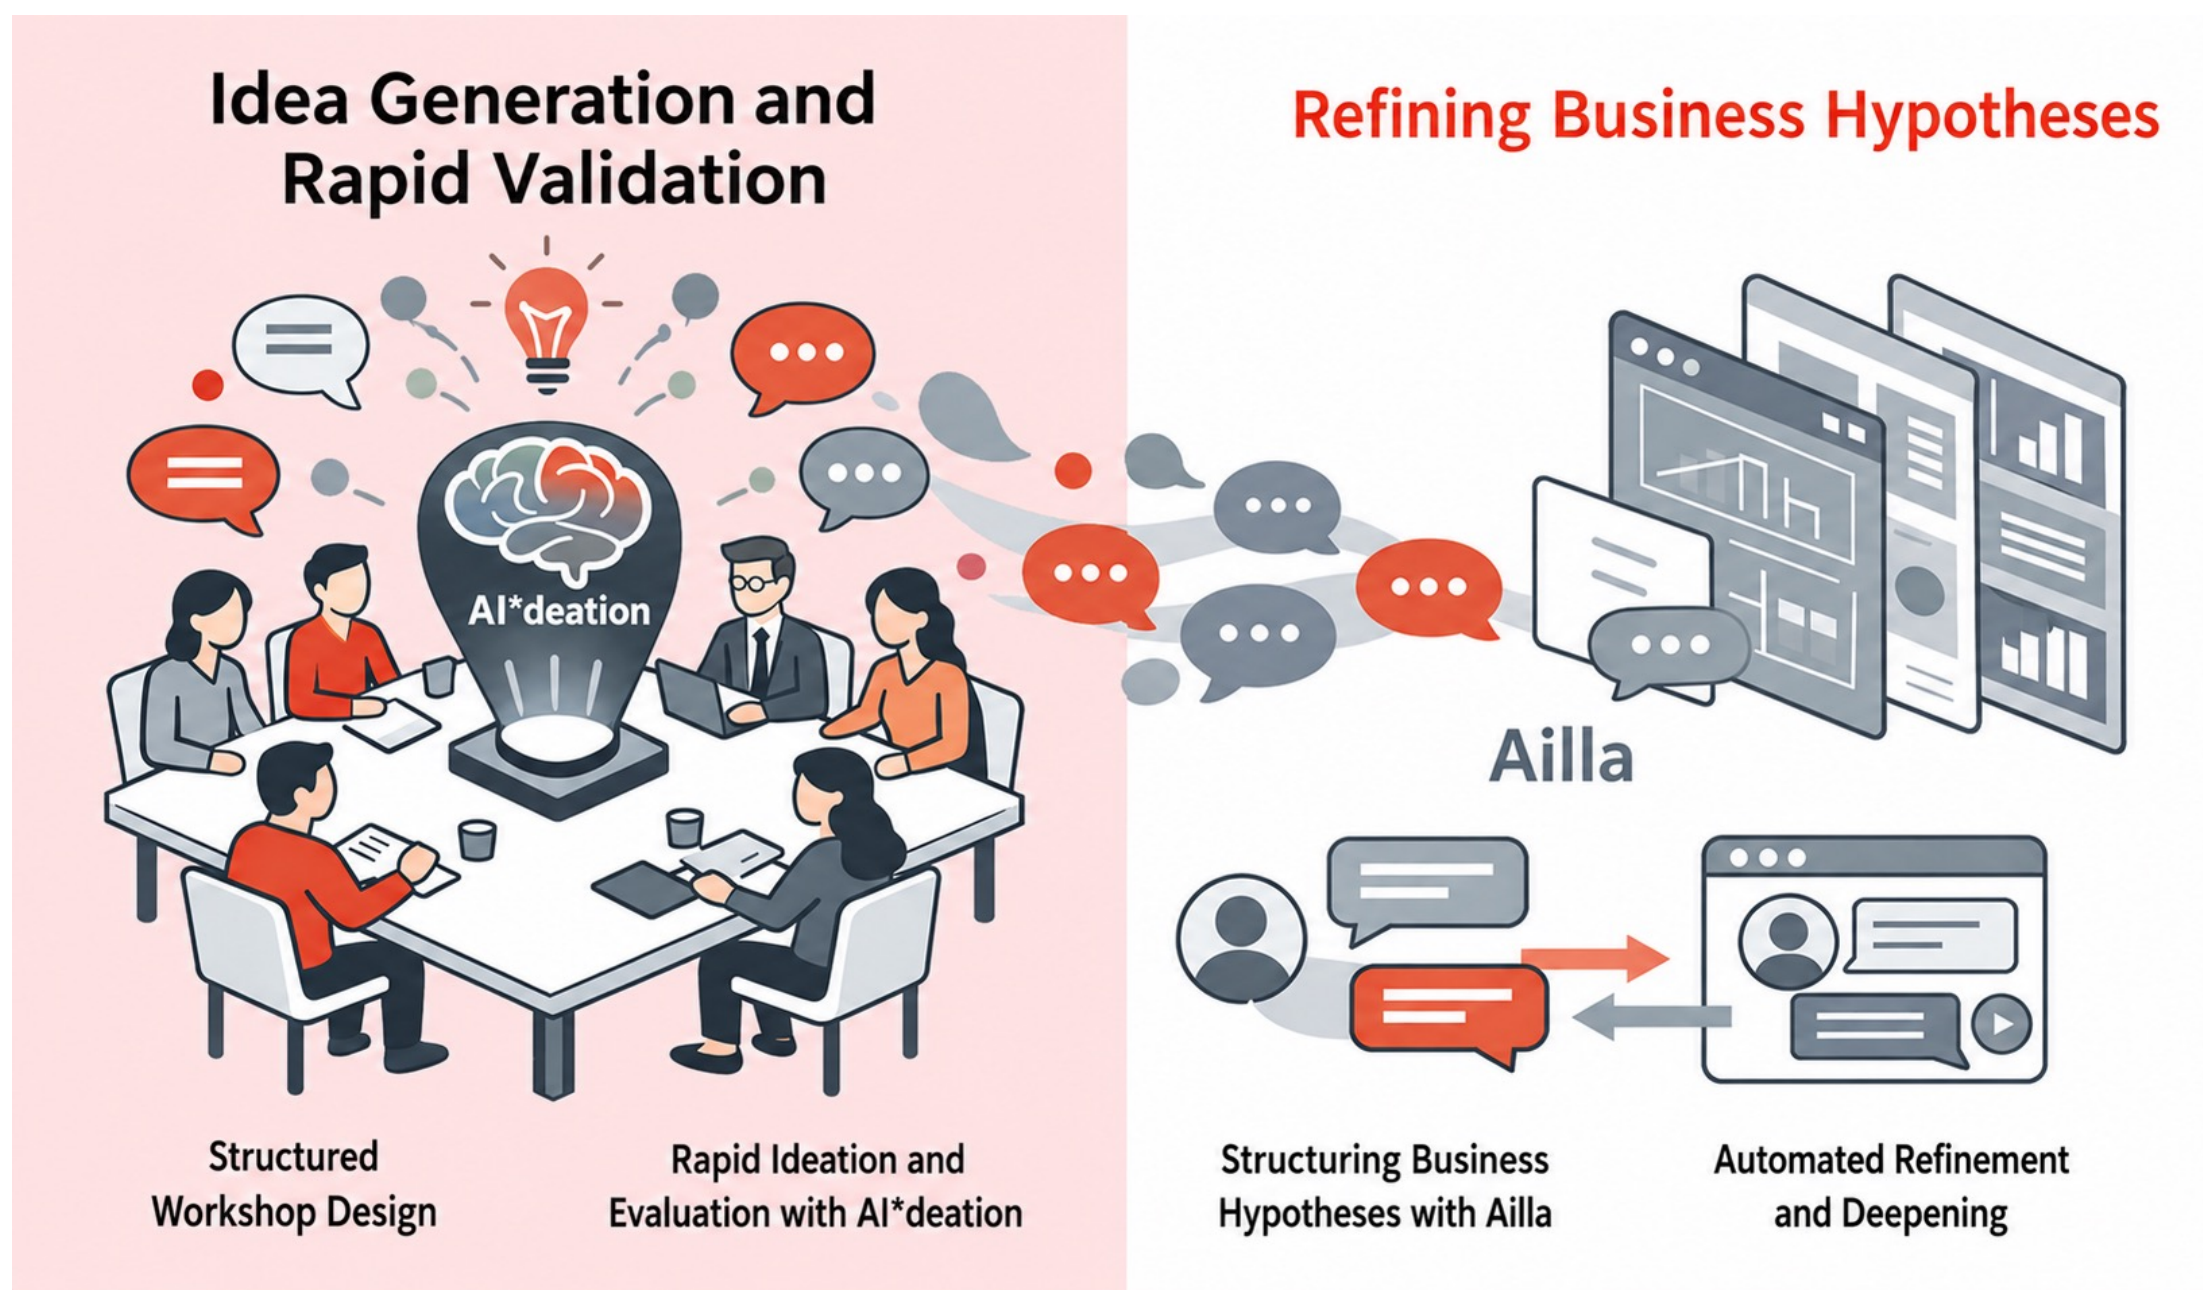 Idea Generation and
Rapid Validation
AI*deation
Structured
Workshop Design
Rapid Ideation and
Evaluation with AI*deation
Refining Business Hypotheses
Ailla
Structuring Business
Hypotheses with Ailla
Automated Refinement
and Deepening